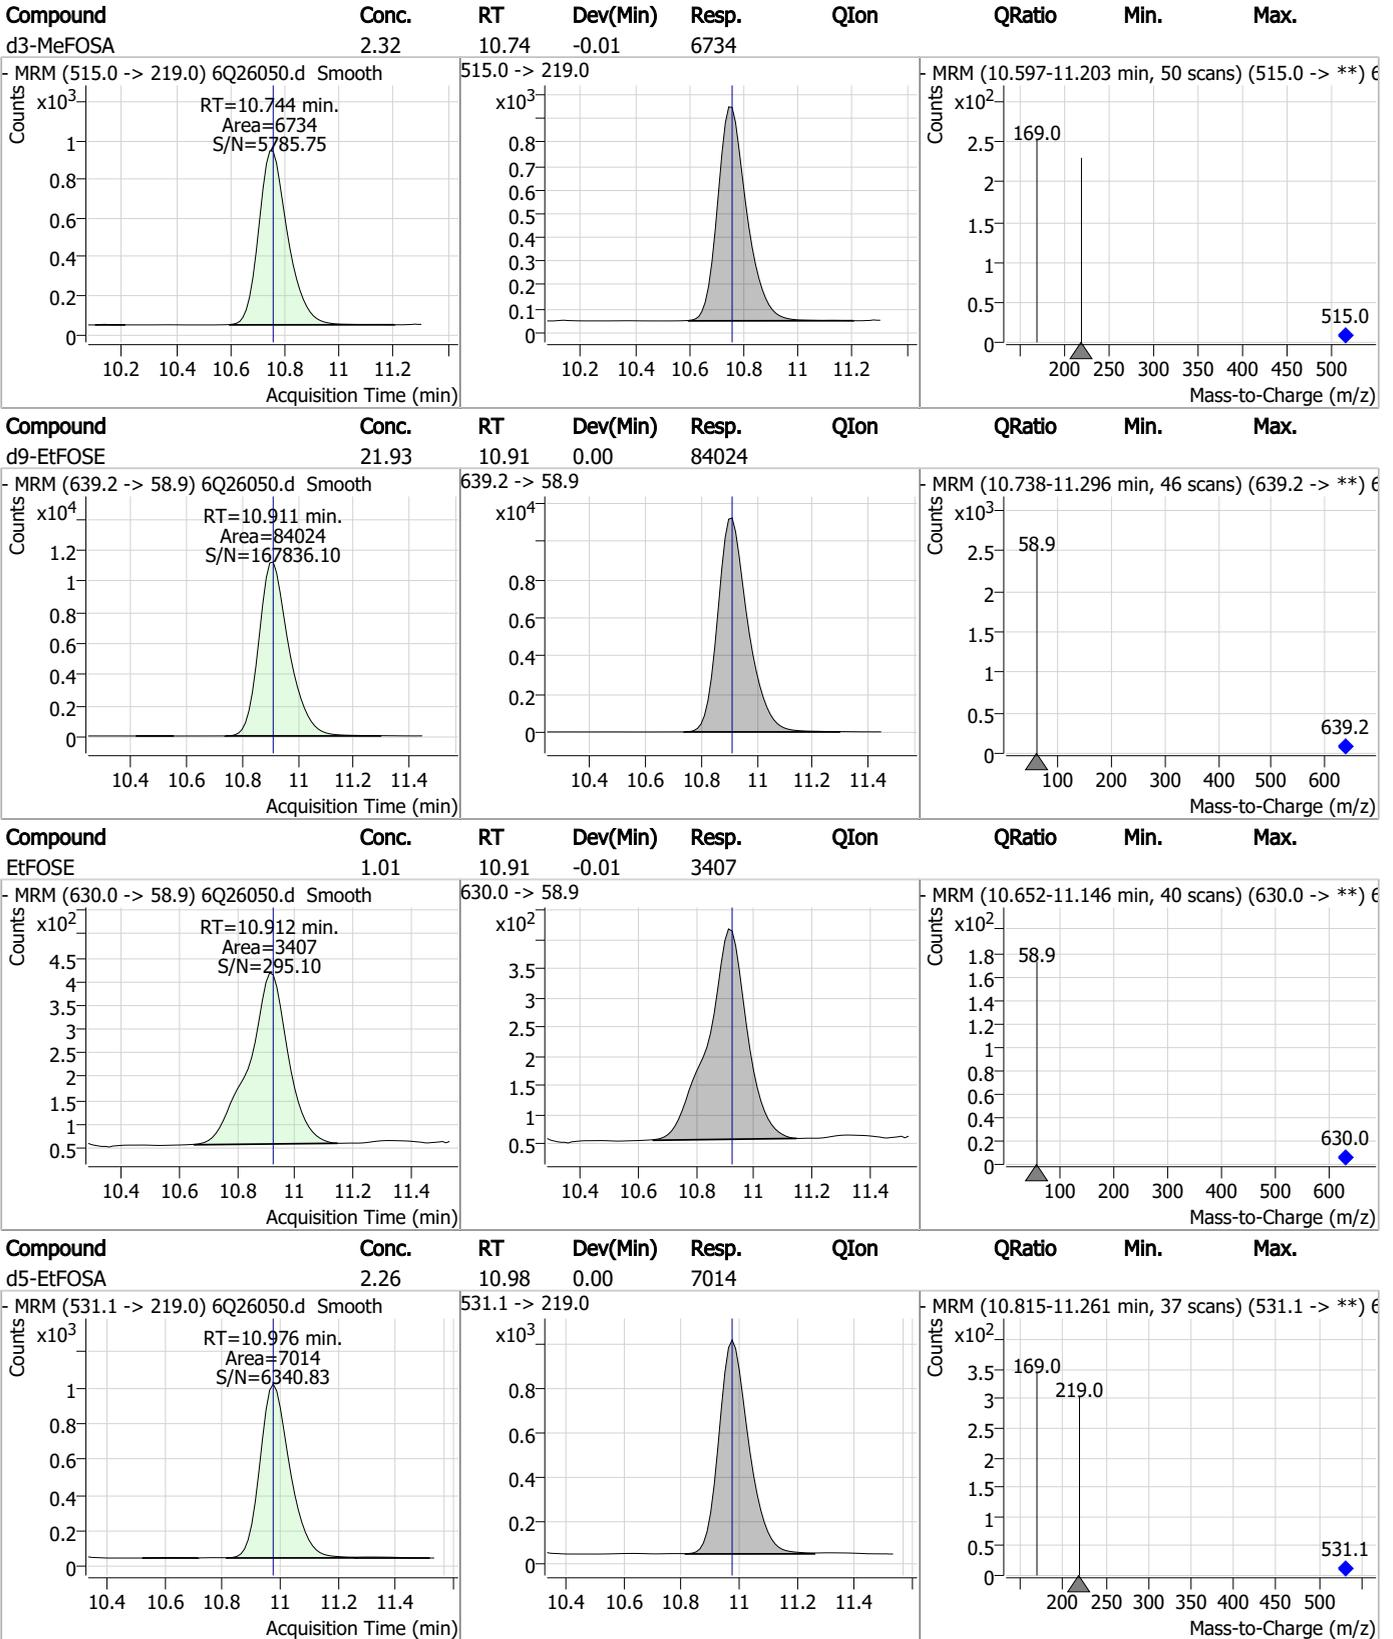 Compound Conc. RT Dev(Min) Resp. QIon QRatio Min. Max.
d3-MeFOSA 2.32 10.74 -0.01 6734
- MRM (515.0 -> 219.0) 6Q26050.d Smooth 515.0 -> 219.0 - MRM (10.597-11.203 min, 50 scans) (515.0 -> **) 6
Counts x10³ RT=10.744 min. Area=6734 S/N=5785.75
1 0.8 0.6 0.4 0.2 0
10.2 10.4 10.6 10.8 11 11.2
Acquisition Time (min)
x10³
0.8 0.7 0.6 0.5 0.4 0.3 0.2 0.1 0
10.2 10.4 10.6 10.8 11 11.2
Counts x10² 169.0 515.0
2.5 2 1.5 1 0.5 0
200 250 300 350 400 450 500
Mass-to-Charge (m/z)
Compound Conc. RT Dev(Min) Resp. QIon QRatio Min. Max.
d9-EtFOSE 21.93 10.91 0.00 84024
- MRM (639.2 -> 58.9) 6Q26050.d Smooth 639.2 -> 58.9 - MRM (10.738-11.296 min, 46 scans) (639.2 -> **) 6
Counts x10⁴ RT=10.911 min. Area=84024 S/N=167836.10
1.2 1 0.8 0.6 0.4 0.2 0
10.4 10.6 10.8 11 11.2 11.4
Acquisition Time (min)
x10⁴
0.8 0.6 0.4 0.2 0
10.4 10.6 10.8 11 11.2 11.4
Counts x10³ 58.9 639.2
2.5 2 1.5 1 0.5 0
100 200 300 400 500 600
Mass-to-Charge (m/z)
Compound Conc. RT Dev(Min) Resp. QIon QRatio Min. Max.
EtFOSE 1.01 10.91 -0.01 3407
- MRM (630.0 -> 58.9) 6Q26050.d Smooth 630.0 -> 58.9 - MRM (10.652-11.146 min, 40 scans) (630.0 -> **) 6
Counts x10² RT=10.912 min. Area=3407 S/N=295.10
4.5 4 3.5 3 2.5 2 1.5 1 0.5
10.4 10.6 10.8 11 11.2 11.4
Acquisition Time (min)
x10²
3.5 3 2.5 2 1.5 1 0.5
10.4 10.6 10.8 11 11.2 11.4
Counts x10² 58.9 630.0
1.8 1.6 1.4 1.2 1 0.8 0.6 0.4 0.2 0
100 200 300 400 500 600
Mass-to-Charge (m/z)
Compound Conc. RT Dev(Min) Resp. QIon QRatio Min. Max.
d5-EtFOSA 2.26 10.98 0.00 7014
- MRM (531.1 -> 219.0) 6Q26050.d Smooth 531.1 -> 219.0 - MRM (10.815-11.261 min, 37 scans) (531.1 -> **) 6
Counts x10³ RT=10.976 min. Area=7014 S/N=6340.83
1 0.8 0.6 0.4 0.2 0
10.4 10.6 10.8 11 11.2 11.4
Acquisition Time (min)
x10³
0.8 0.6 0.4 0.2 0
10.4 10.6 10.8 11 11.2 11.4
Counts x10² 169.0 219.0 531.1
3.5 3 2.5 2 1.5 1 0.5 0
200 250 300 350 400 450 500
Mass-to-Charge (m/z)